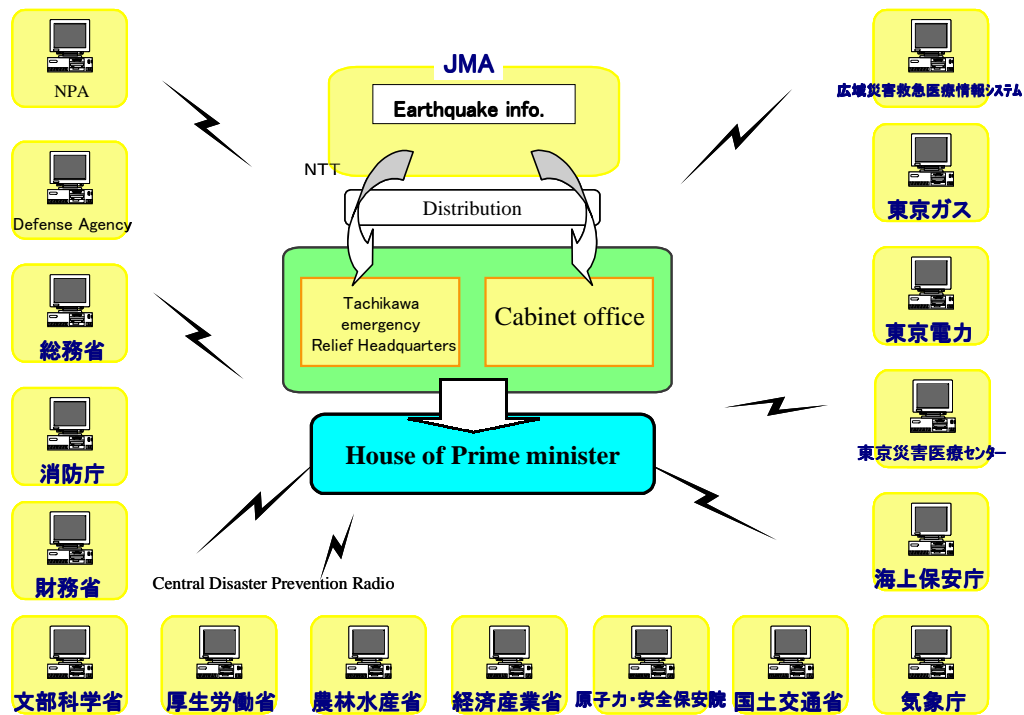 NPA
JMA
Earthquake info.
広域災害救急医療情報システム
NTT
Distribution
Defense Agency
東京ガス
Tachikawa
emergency
Relief Headquarters
Cabinet office
総務省
東京電力
House of Prime minister
消防庁
東京災害医療センター
財務省
Central Disaster Prevention Radio
海上保安庁
文部科学省
厚生労働省
農林水産省
経済産業省
原子力・安全保安院
国土交通省
気象庁